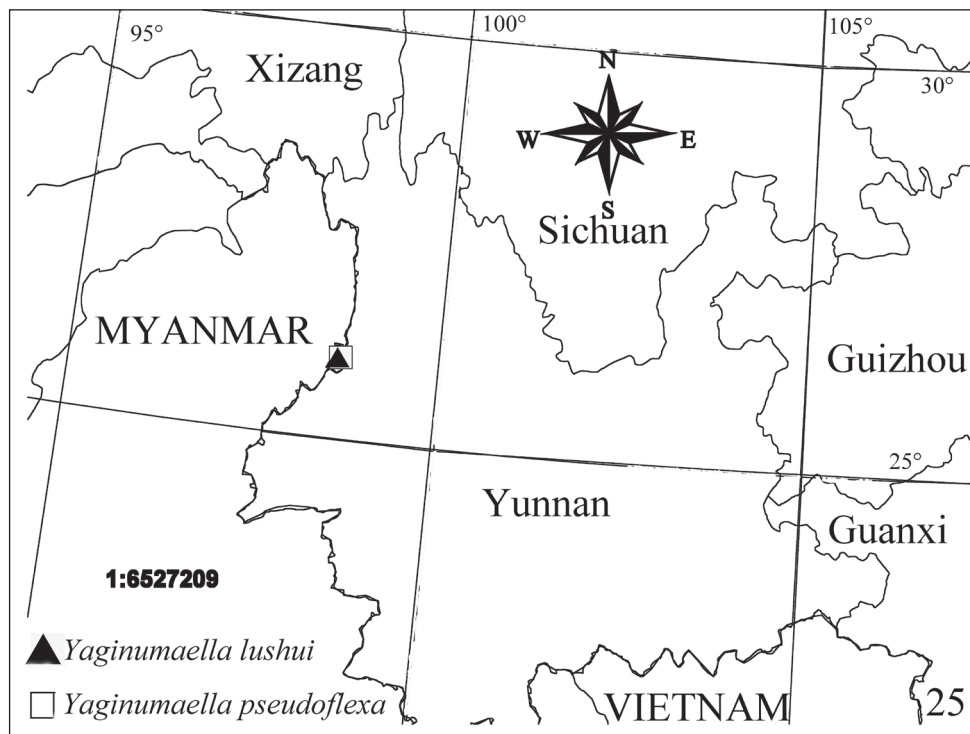 95°
100°
105°
Xizang
N
30°
W
E
S
Sichuan
MYANMAR
Guizhou
25°
Yunnan
Guanxi
1:6527209
Yaginumaella lushui
Yaginumaella pseudoflexa
VIETNAM
25